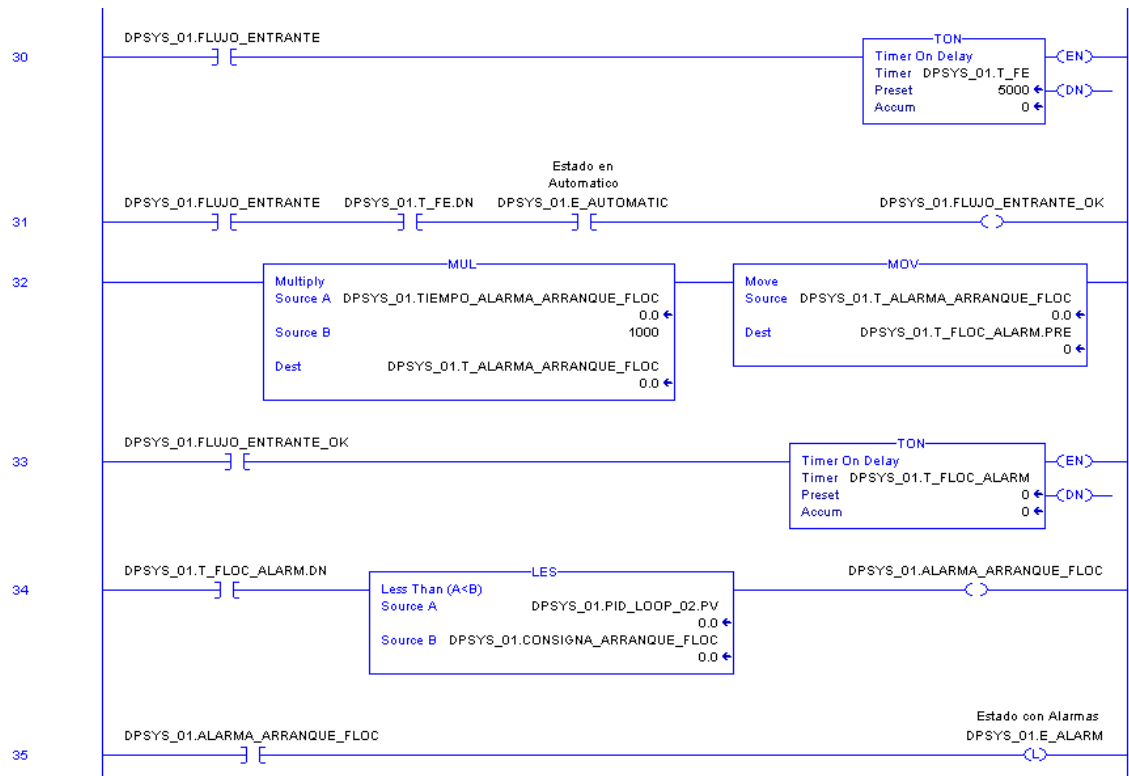 DPSYS_01.FLUJO_ENTRANTE
TON
30
Timer On Delay
EN
Timer DPSYS_01.T_FE
Preset 5000
DN
Accum 0
Estado en
Automatico
DPSYS_01.FLUJO_ENTRANTE DPSYS_01.T_FE.DN DPSYS_01.E_AUTOMATIC DPSYS_01.FLUJO_ENTRANTE_OK
31
MUL
MOV
32
Multiply
Source A DPSYS_01.TIEMPO_ALARMA_ARRANQUE_FLOC
0.0
Source B 1000
Dest DPSYS_01.T_ALARMA_ARRANQUE_FLOC
0.0
Move
Source DPSYS_01.T_ALARMA_ARRANQUE_FLOC
0.0
Dest DPSYS_01.T_FLOC_ALARM.PRE
0
DPSYS_01.FLUJO_ENTRANTE_OK
TON
33
Timer On Delay
EN
Timer DPSYS_01.T_FLOC_ALARM
Preset 0
DN
Accum 0
DPSYS_01.T_FLOC_ALARM.DN
LES
DPSYS_01.ALARMA_ARRANQUE_FLOC
34
Less Than (A<B)
Source A DPSYS_01.PID_LOOP_02.PV
0.0
Source B DPSYS_01.CONSIGNA_ARRANQUE_FLOC
0.0
Estado con Alarmas
DPSYS_01.ALARMA_ARRANQUE_FLOC DPSYS_01.E_ALARM
35
L